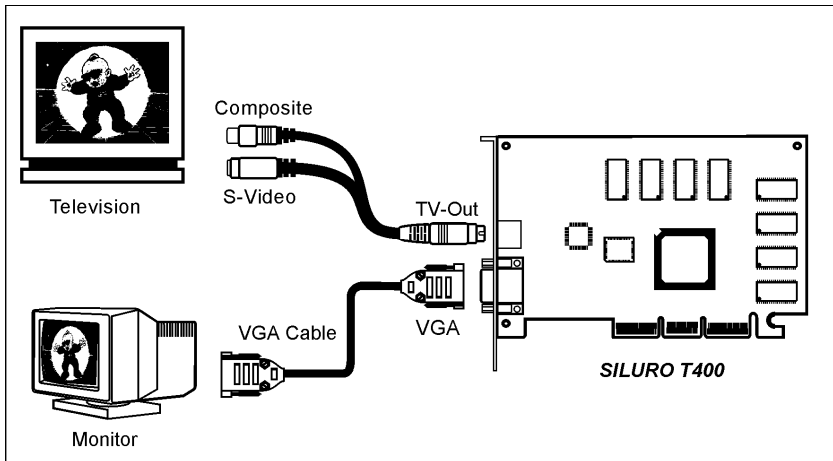 Composite
S-Video
TV-Out
Television
VGA Cable
VGA
SILURO T400
Monitor